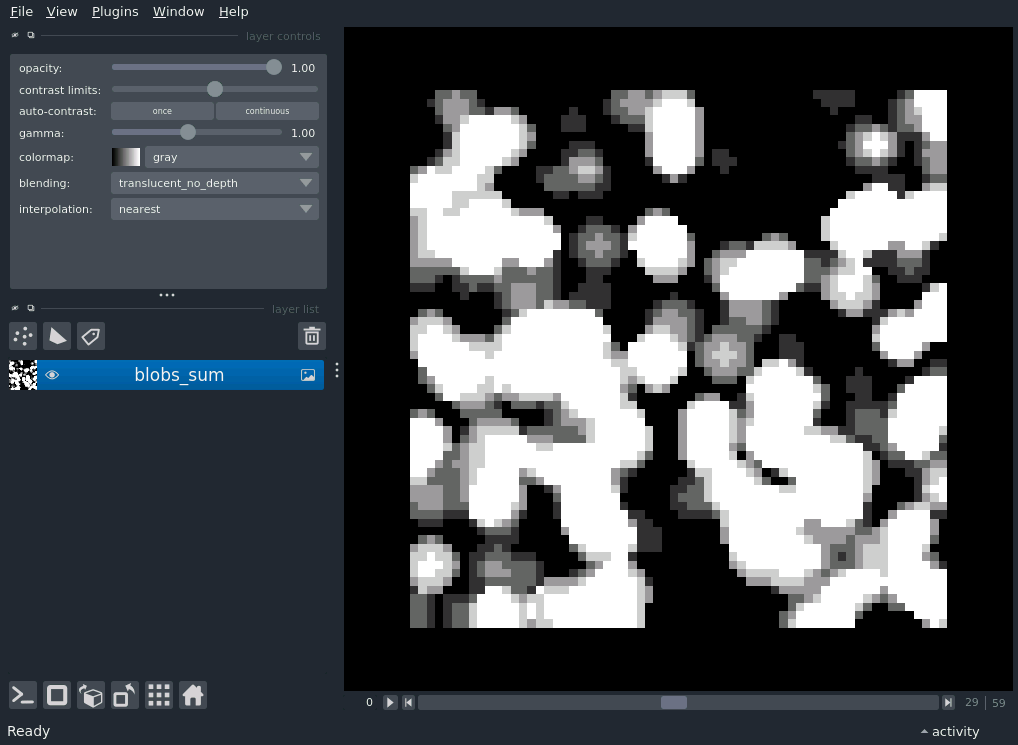 File View Plugins Window Help
layer controls
opacity: 1.00
contrast limits:
auto-contrast: once continuous
gamma: 1.00
colormap: gray
blending: translucent_no_depth
interpolation: nearest
layer list
blobs_sum
0 29 59
Ready activity